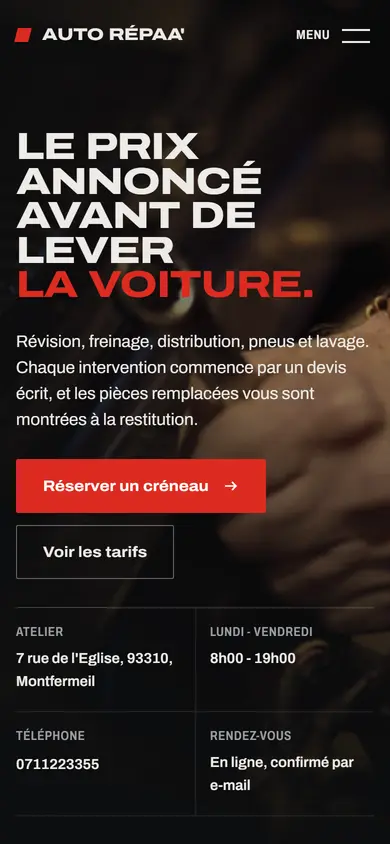 AUTO RÉPAA'
MENU
LE PRIX
ANNONCÉ
AVANT DE
LEVER
LA VOITURE.
Révision, freinage, distribution, pneus et lavage.
Chaque intervention commence par un devis
écrit, et les pièces remplacées vous sont
montrées à la restitution.
Réserver un créneau →
Voir les tarifs
ATELIER
7 rue de l'Eglise, 93310,
Montfermeil
LUNDI - VENDREDI
8h00 - 19h00
TÉLÉPHONE
0711223355
RENDEZ-VOUS
En ligne, confirmé par
e-mail